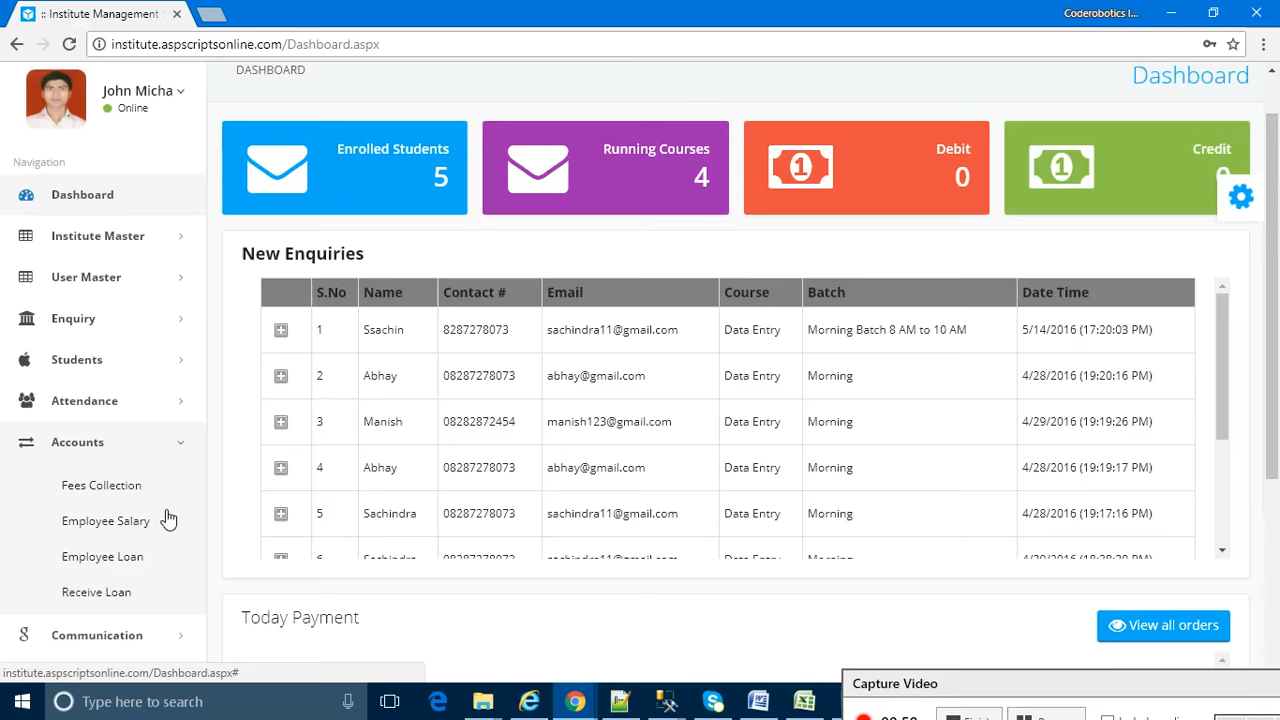 :: Institute Management S
Coderobotics I...
institute.aspscriptsonline.com/Dashboard.aspx
John Micha
Online
Navigation
Dashboard
Institute Master
User Master
Enquiry
Students
Attendance
Accounts
Fees Collection
Employee Salary
Employee Loan
Receive Loan
Communication
institute.aspscriptsonline.com/Dashboard.aspx#
DASHBOARD
Dashboard
Enrolled Students
5
Running Courses
4
Debit
0
Credit
New Enquiries
S.No Name Contact # Email Course Batch Date Time
1 Ssachin 8287278073 sachindra11@gmail.com Data Entry Morning Batch 8 AM to 10 AM 5/14/2016 (17:20:03 PM)
2 Abhay 08287278073 abhay@gmail.com Data Entry Morning 4/28/2016 (19:20:16 PM)
3 Manish 08282872454 manish123@gmail.com Data Entry Morning 4/29/2016 (19:19:26 PM)
4 Abhay 08287278073 abhay@gmail.com Data Entry Morning 4/28/2016 (19:19:17 PM)
5 Sachindra 08287278073 sachindra11@gmail.com Data Entry Morning 4/28/2016 (19:17:16 PM)
Today Payment
View all orders
Type here to search
Capture Video